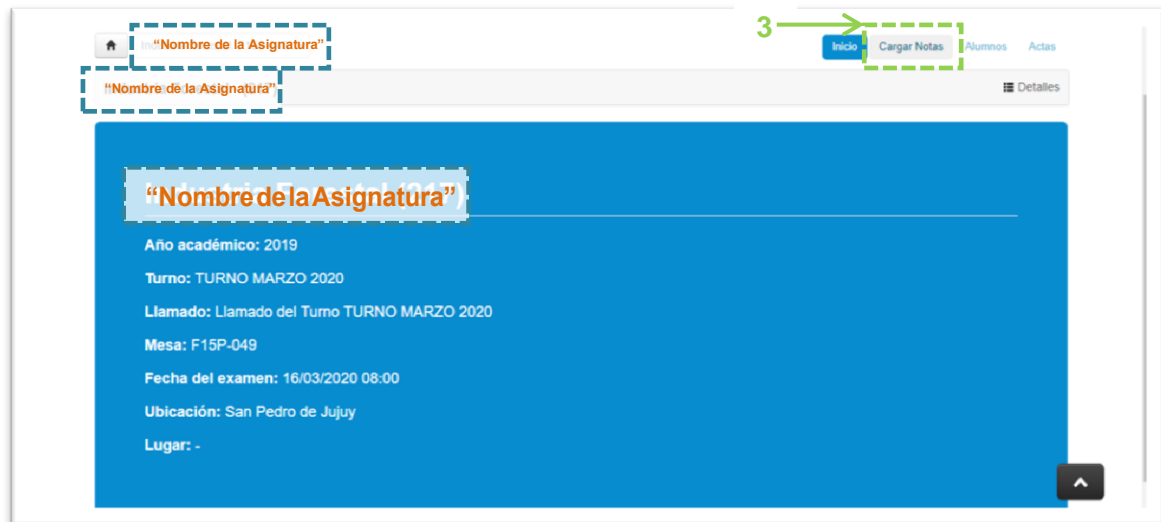 3
“Nombre de la Asignatura”
Inicio Cargar Notas Alumnos Actas
“Nombre de la Asignatura”
Detalles
“Nombre de la Asignatura”
Año académico: 2019
Turno: TURNO MARZO 2020
Llamado: Llamado del Turno TURNO MARZO 2020
Mesa: F15P-049
Fecha del examen: 16/03/2020 08:00
Ubicación: San Pedro de Jujuy
Lugar: -